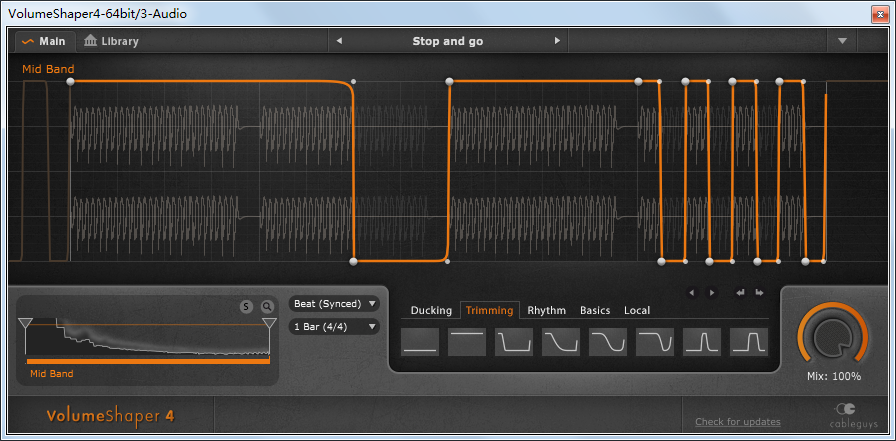 VolumeShaper4-64bit/3-Audio
Main
Library
Stop and go
Mid Band
S
Beat (Synced)
1 Bar (4/4)
Ducking Trimming Rhythm Basics Local
Mid Band
Mix: 100%
VolumeShaper 4
Check for updates
cableguys